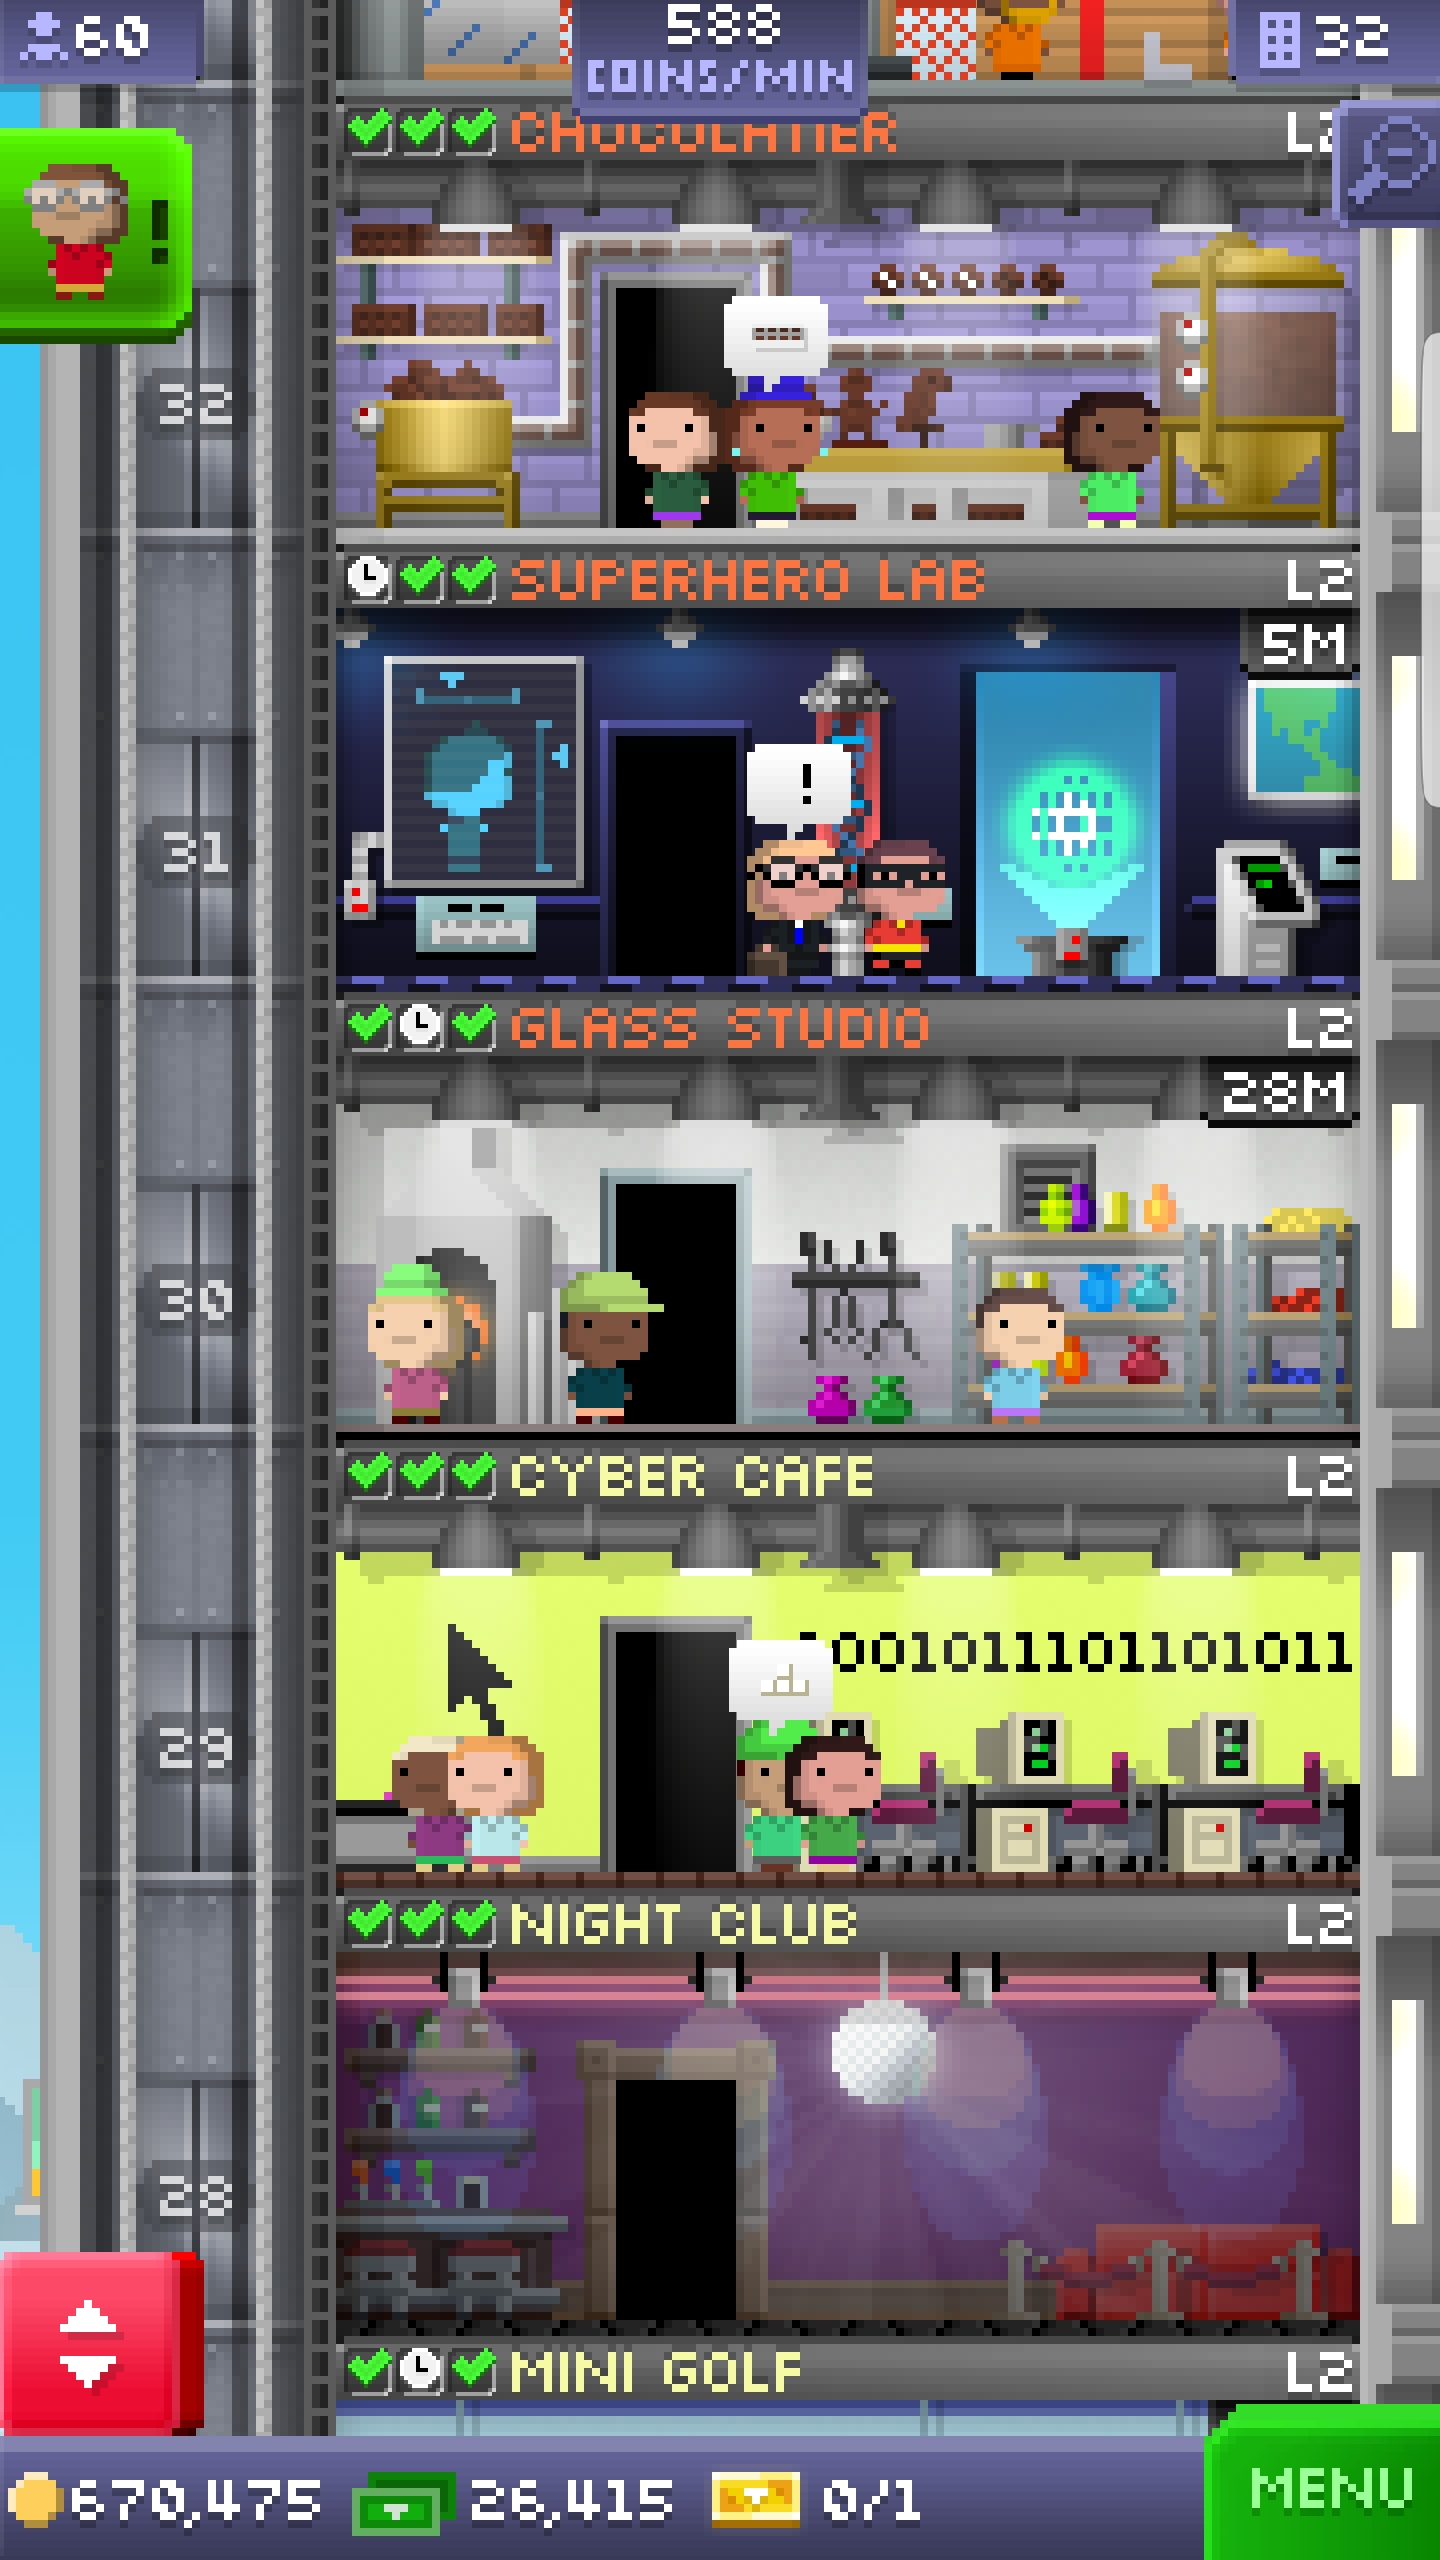 60
588
COINS/MIN
32
CHOCOLATIER
!
32
SUPERHERO LAB L2
5M
!
31
GLASS STUDIO L2
28M
30
CYBER CAFE L2
001011101101011
29
NIGHT CLUB L2
28
MINI GOLF L2
670,475 26,415 0/1
MENU